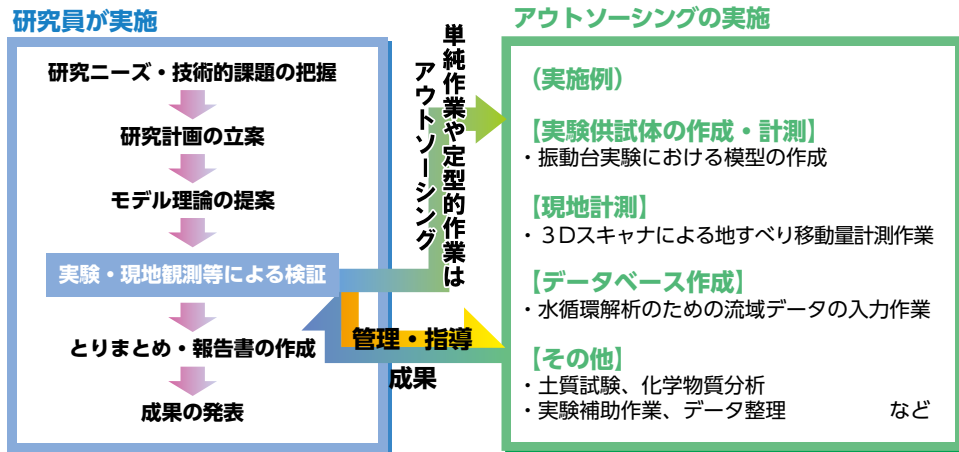 研究員が実施
研究ニーズ・技術的課題の把握
研究計画の立案
モデル理論の提案
実験・現地観測等による検証
とりまとめ・報告書の作成
成果の発表
単純作業や定型的作業は
アウトソーシング
管理・指導
成果
アウトソーシングの実施
（実施例）
【実験供試体の作成・計測】
・振動台実験における模型の作成
【現地計測】
・３Dスキャナによる地すべり移動量計測作業
【データベース作成】
・水循環解析のための流域データの入力作業
【その他】
・土質試験、化学物質分析
・実験補助作業、データ整理　　　　　など